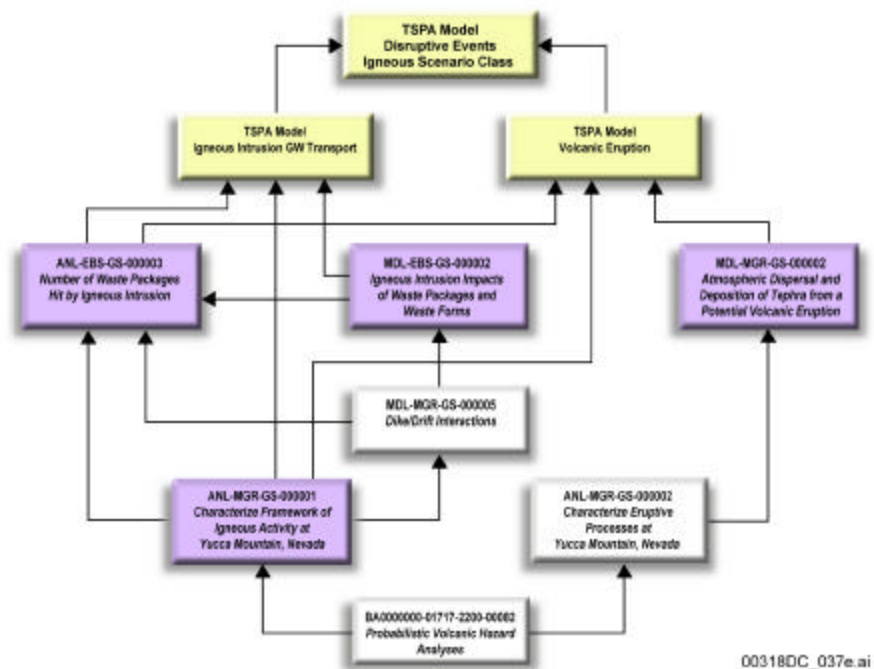 TSPA Model
Disruptive Events
Igneous Scenario Class
TSPA Model
Igneous Intrusion GW Transport
TSPA Model
Volcanic Eruption
ANL-EBS-GS-000003
Number of Waste Packages
Hit by Igneous Intrusion
MDL-EBS-GS-000002
Igneous Intrusion Impacts
of Waste Packages and
Waste Forms
MDL-MGR-GS-000002
Atmospheric Dispersal and
Deposition of Tephra from a
Potential Volcanic Eruption
MDL-MGR-GS-000005
Dike/Drift Interactions
ANL-MGR-GS-000001
Characterize Framework of
Igneous Activity at
Yucca Mountain, Nevada
ANL-MGR-GS-000002
Characterize Eruptive
Processes at
Yucca Mountain, Nevada
BA0000000-01717-2200-00082
Probabilistic Volcanic Hazard
Analyses
00318DC_037e.ai